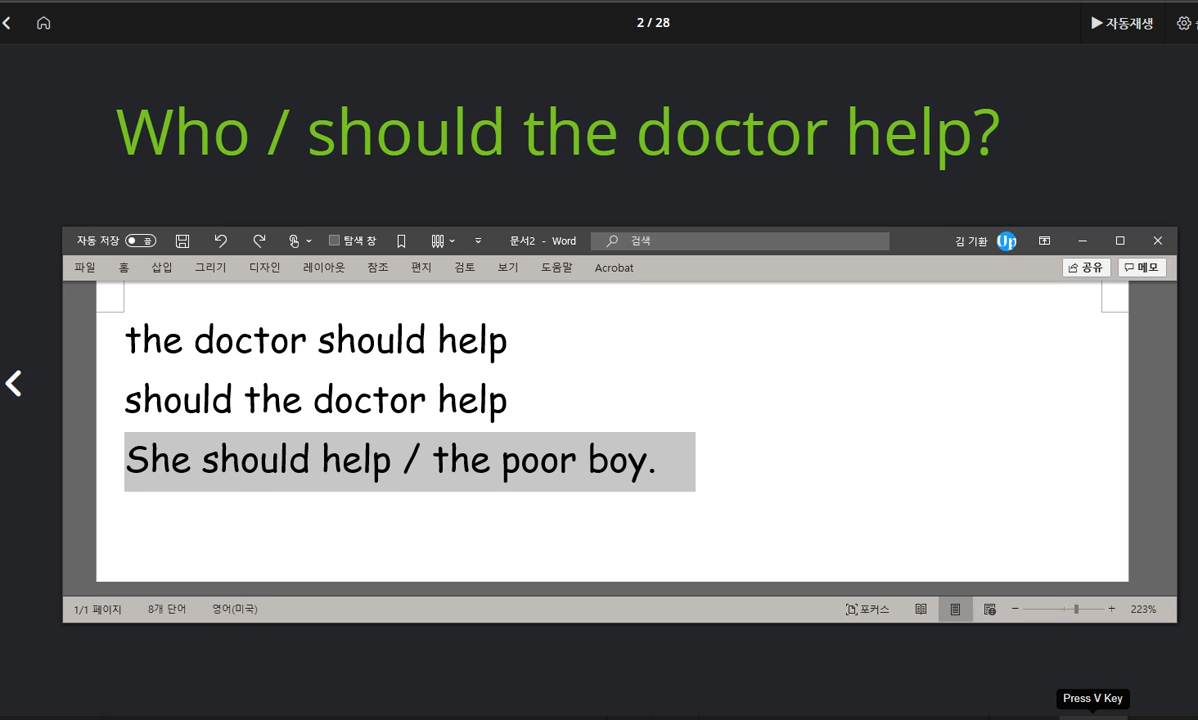 2 / 28
자동재생
Who / should the doctor help?
자동 저장 끔 탐색 창 문서2 - Word 검색 김 기환 Up
파일 홈 삽입 그리기 디자인 레이아웃 참조 편지 검토 보기 도움말 Acrobat 공유 메모
the doctor should help
should the doctor help
She should help / the poor boy.
1/1 페이지 8개 단어 영어(미국) 포커스 223%
Press V Key